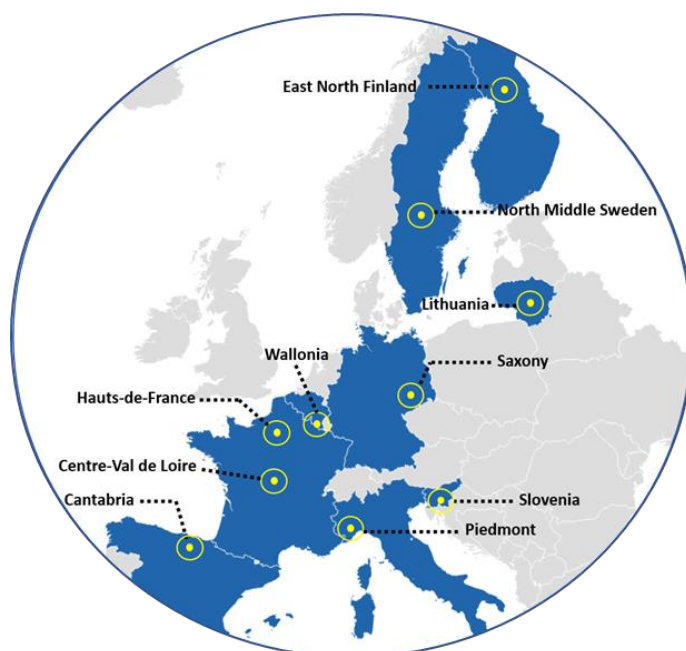 East North Finland
North Middle Sweden
Lithuania
Wallonia
Saxony
Hauts-de-France
Centre-Val de Loire
Cantabria
Slovenia
Piedmont